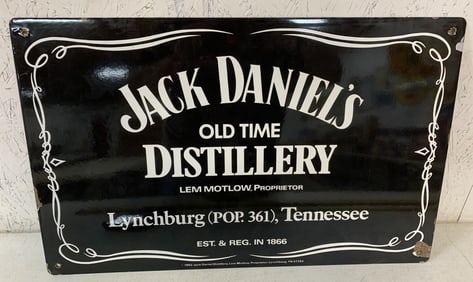 JACK DANIEL'S
OLD TIME
DISTILLERY
LEM MOTLOW, PROPRIETOR
Lynchburg (POP. 361), Tennessee
EST. & REG. IN 1866